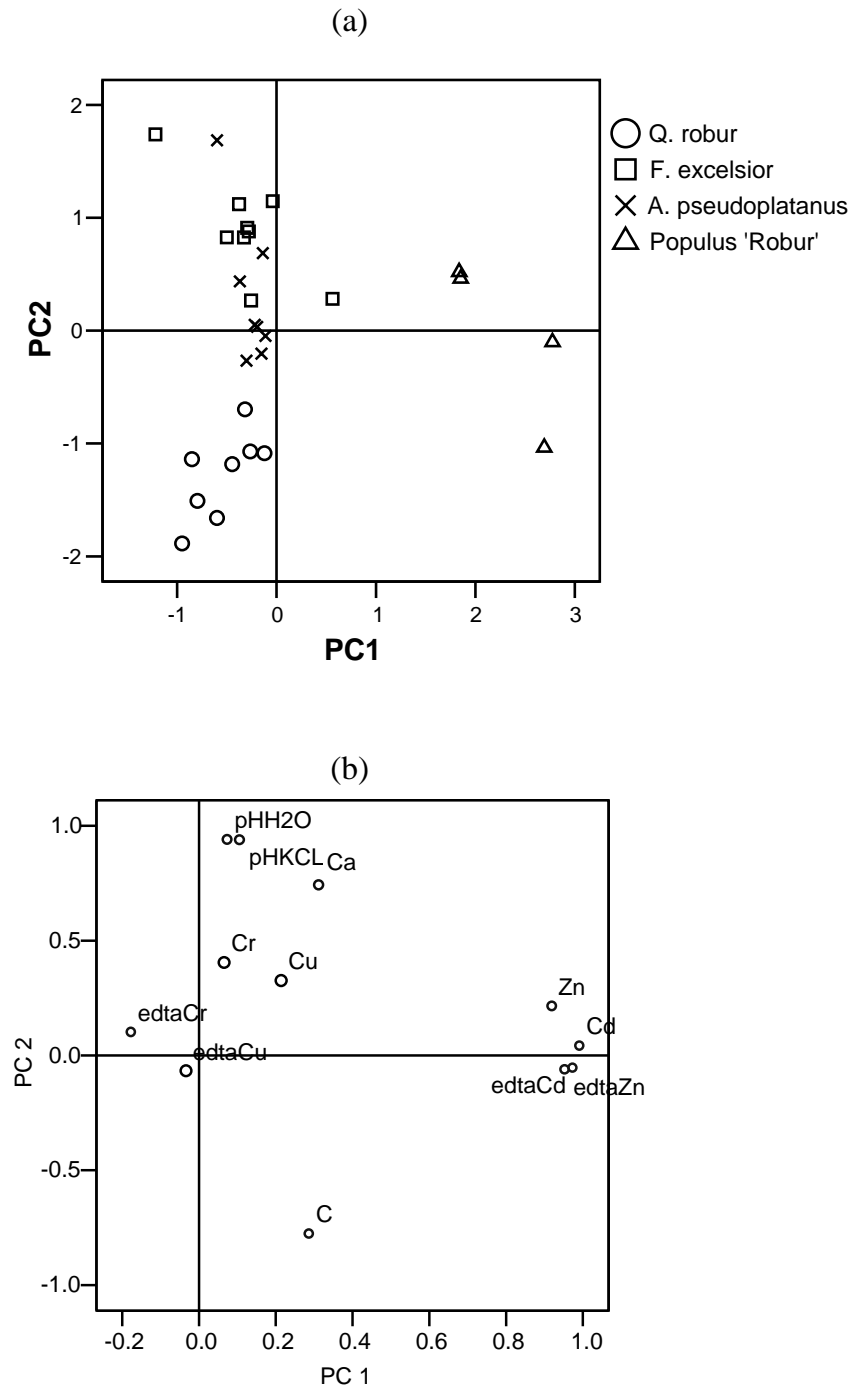 (a)
2
1
0
-1
-2
PC2
-1
0
1
2
3
PC1
Q. robur
F. excelsior
A. pseudoplatanus
Populus 'Robur'
(b)
1.0
0.5
0.0
-0.5
-1.0
PC 2
pHH2O
pHKCL
Ca
Cr
Cu
edtaCr
edtaCu
Zn
Cd
edtaCd
edtaZn
C
-0.2
0.0
0.2
0.4
0.6
0.8
1.0
PC 1